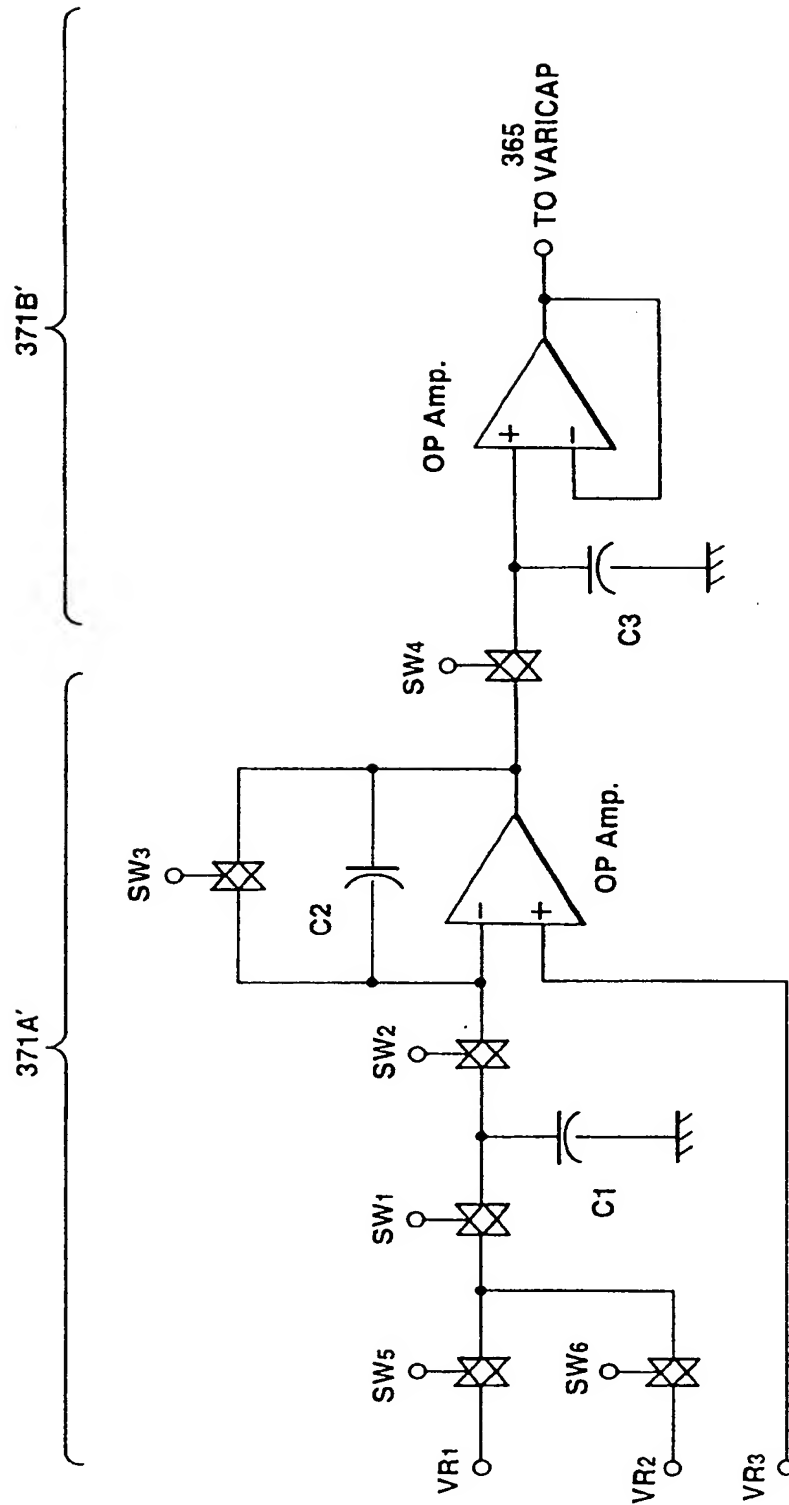 371A′
371B′
SW3
C2
SW4
OP Amp.
365
TO VARICAP
SW5
SW1
SW2
VR1
−
+
+
−
C3
OP Amp.
C1
SW6
VR2
VR3